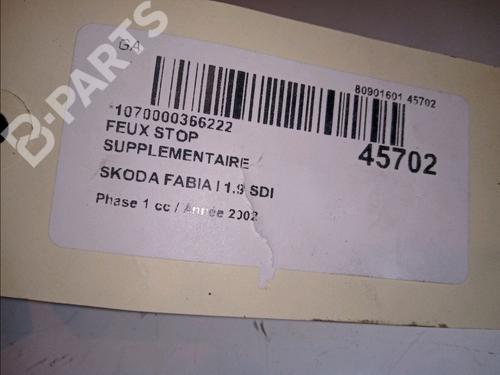 GA
80901601 45702
*1070000366222
45702
FEUX STOP
SUPPLEMENTAIRE
SKODA FABIA I 1.9 SDI
Phase 1 cc / Année 2002
B-PARTS